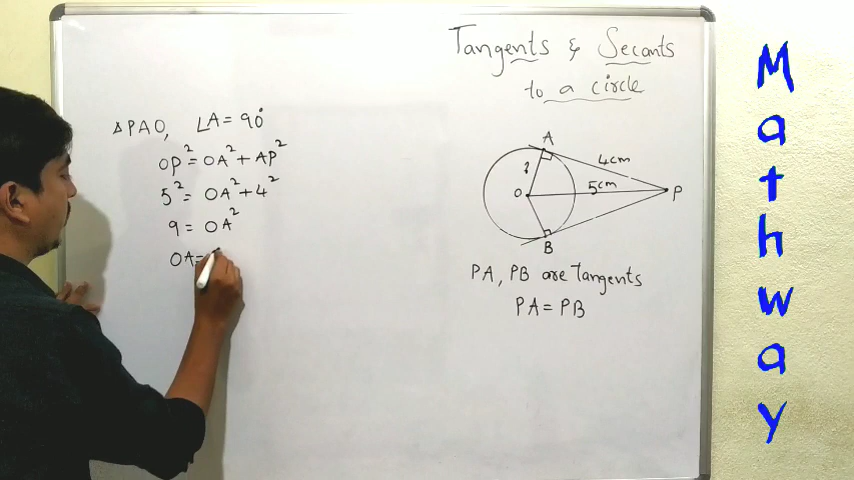 Tangents & Secants
to a circle
ΔPAO, ∠A = 90°
OP² = OA² + AP²
5² = OA² + 4²
9 = OA²
OA =
A
4cm
?
5cm
O
P
B
PA, PB are tangents
PA = PB
Mathway